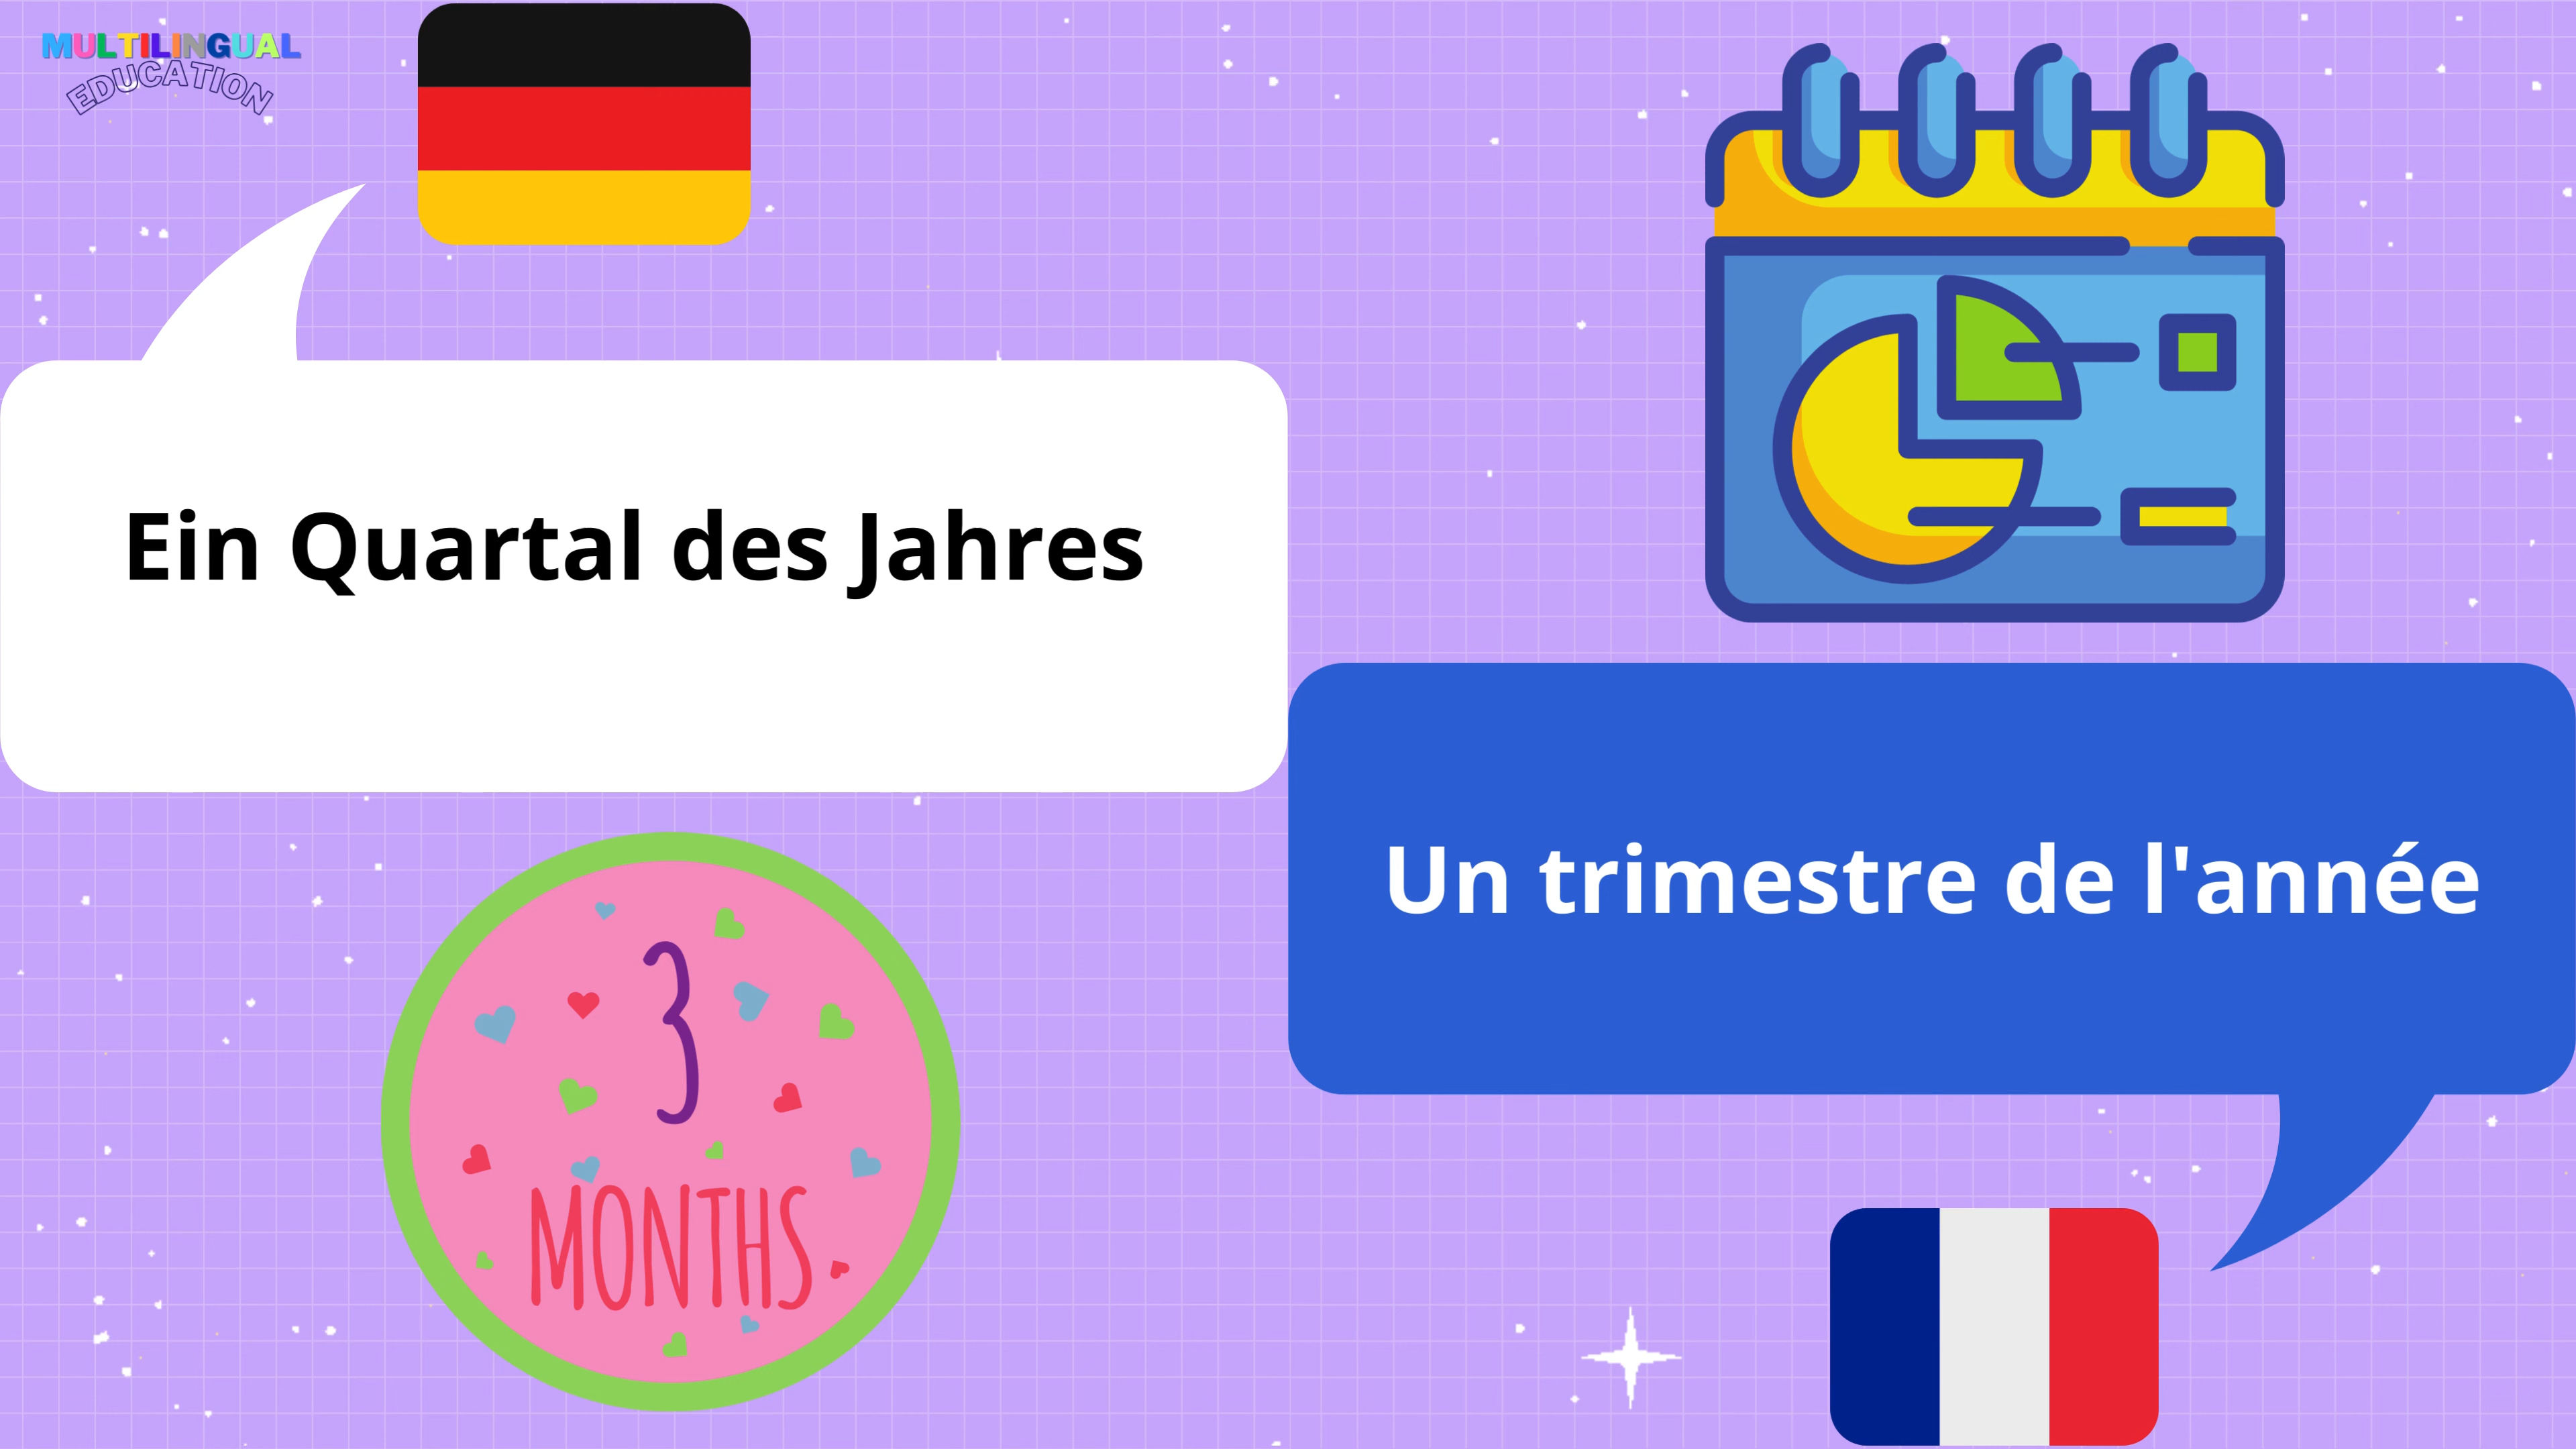 MULTILINGUAL
EDUCATION
Ein Quartal des Jahres
Un trimestre de l'année
3
MONTHS